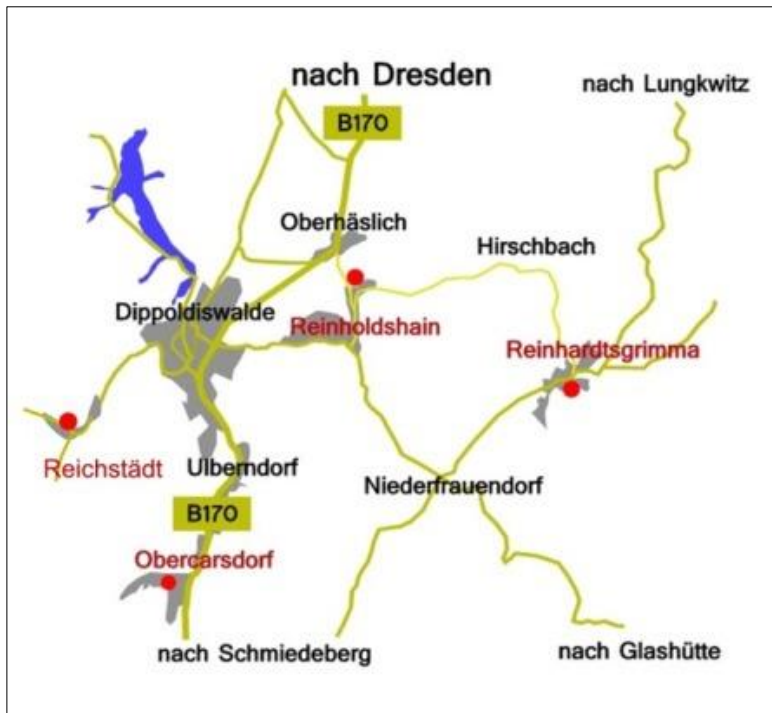 nach Dresden
nach Lungkwitz
B170
Oberhäslich
Hirschbach
Dippoldiswalde
Reinholdshain
Reinhardtsgrimma
Reichstädt
Ulberndorf
Niederfrauendorf
B170
Obercarsdorf
nach Schmiedeberg
nach Glashütte